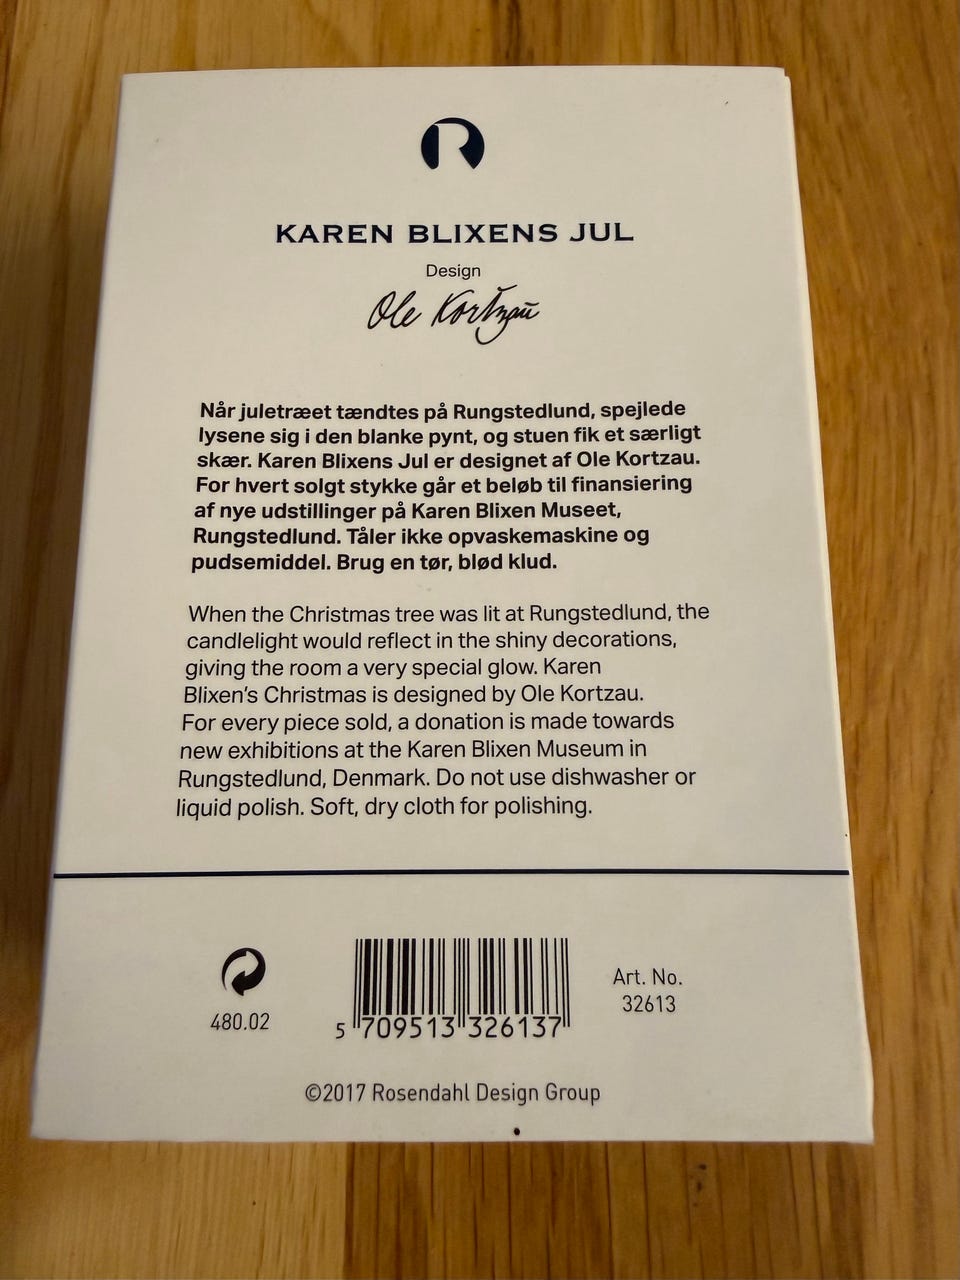 R
KAREN BLIXENS JUL
Design
Ole Kortzau
Når juletræet tændtes på Rungstedlund, spejlede
lysene sig i den blanke pynt, og stuen fik et særligt
skær. Karen Blixens Jul er designet af Ole Kortzau.
For hvert solgt stykke går et beløb til finansiering
af nye udstillinger på Karen Blixen Museet,
Rungstedlund. Tåler ikke opvaskemaskine og
pudsemiddel. Brug en tør, blød klud.
When the Christmas tree was lit at Rungstedlund, the
candlelight would reflect in the shiny decorations,
giving the room a very special glow. Karen
Blixen's Christmas is designed by Ole Kortzau.
For every piece sold, a donation is made towards
new exhibitions at the Karen Blixen Museum in
Rungstedlund, Denmark. Do not use dishwasher or
liquid polish. Soft, dry cloth for polishing.
480.02
5 709513 326137
Art. No.
32613
©2017 Rosendahl Design Group